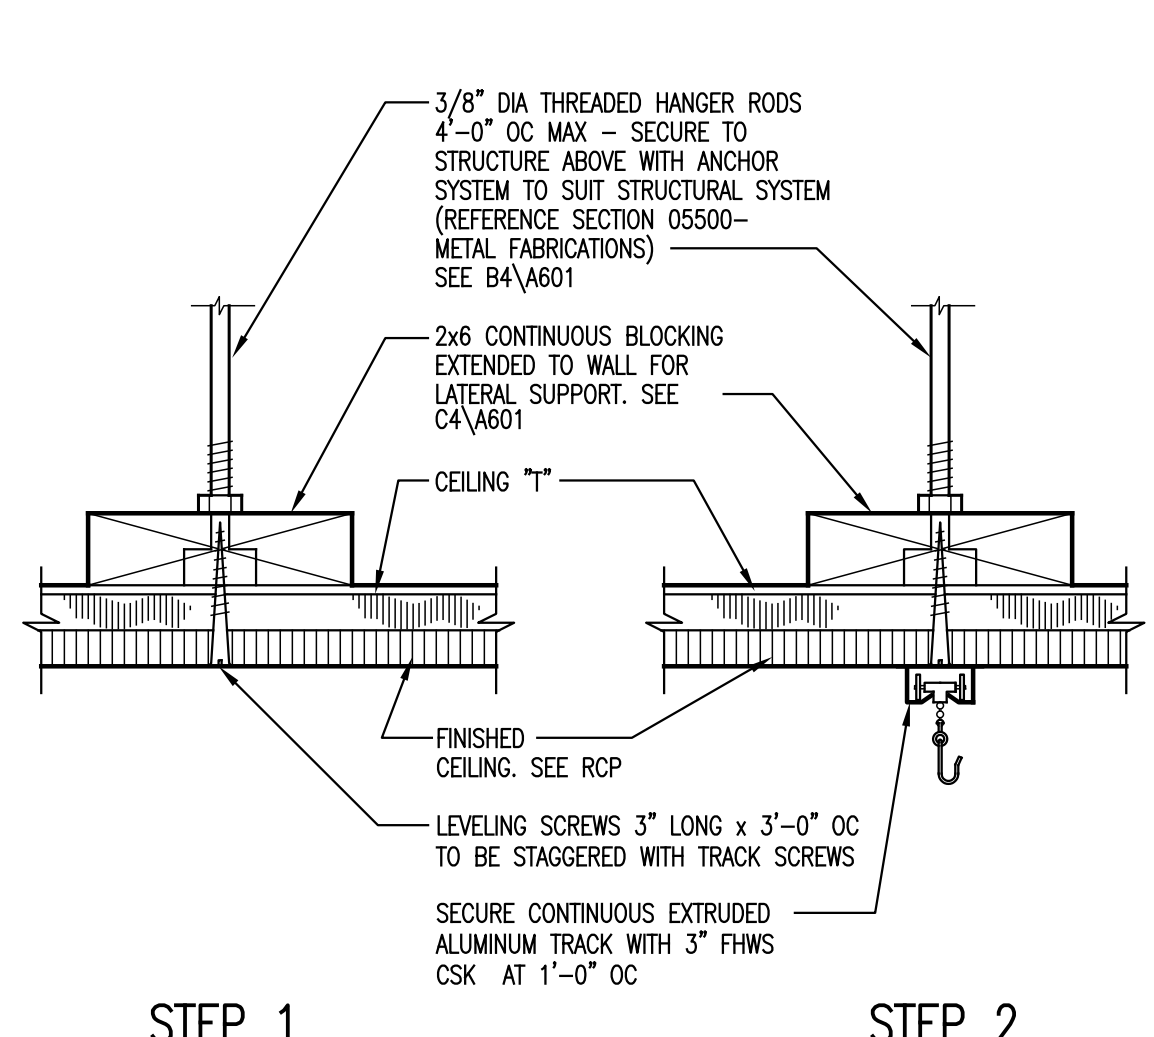 3/8" DIA THREADED HANGER RODS
4'-0" OC MAX – SECURE TO
STRUCTURE ABOVE WITH ANCHOR
SYSTEM TO SUIT STRUCTURAL SYSTEM
(REFERENCE SECTION 05500–
METAL FABRICATIONS)
SEE B4\A601
2x6 CONTINUOUS BLOCKING
EXTENDED TO WALL FOR
LATERAL SUPPORT. SEE
C4\A601
CEILING "T"
FINISHED
CEILING. SEE RCP
LEVELING SCREWS 3" LONG x 3'-0" OC
TO BE STAGGERED WITH TRACK SCREWS
SECURE CONTINUOUS EXTRUDED
ALUMINUM TRACK WITH 3" FHWS
CSK AT 1'-0" OC
STEP 1
STEP 2